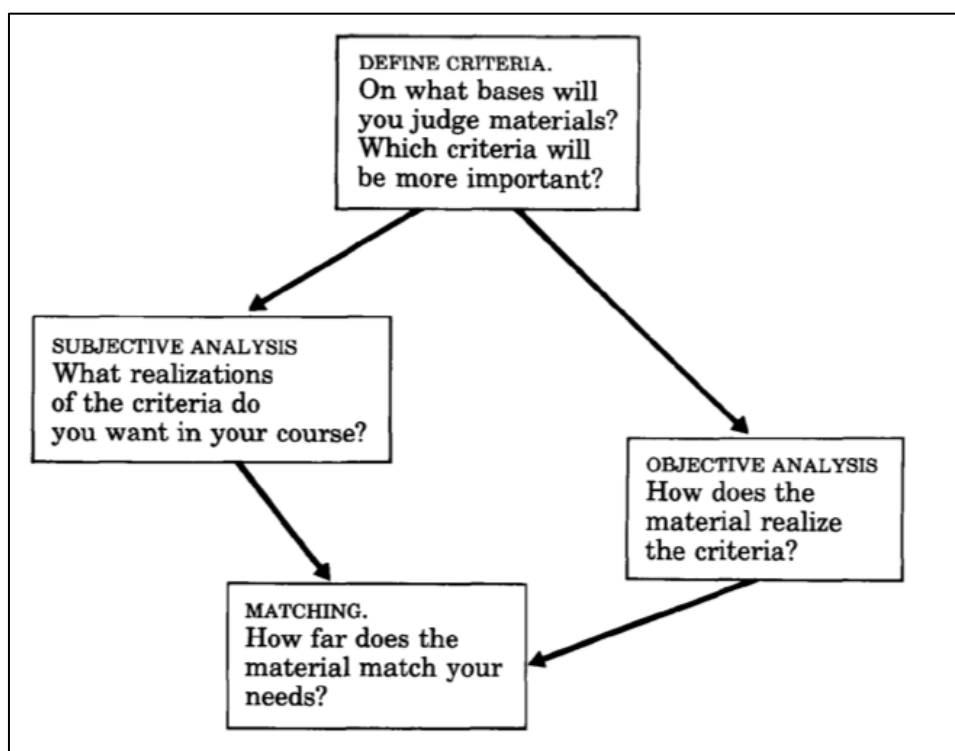 DEFINE CRITERIA.
On what bases will
you judge materials?
Which criteria will
be more important?
SUBJECTIVE ANALYSIS
What realizations
of the criteria do
you want in your course?
OBJECTIVE ANALYSIS
How does the
material realize
the criteria?
MATCHING.
How far does the
material match your
needs?